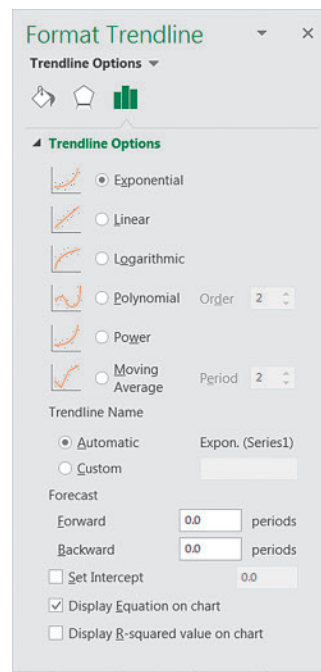 Format Trendline
Trendline Options
Trendline Options
Exponential
Linear
Logarithmic
Polynomial Order 2
Power
Moving Average Period 2
Trendline Name
Automatic Expon. (Series1)
Custom
Forecast
Forward 0.0 periods
Backward 0.0 periods
Set Intercept 0.0
Display Equation on chart
Display R-squared value on chart